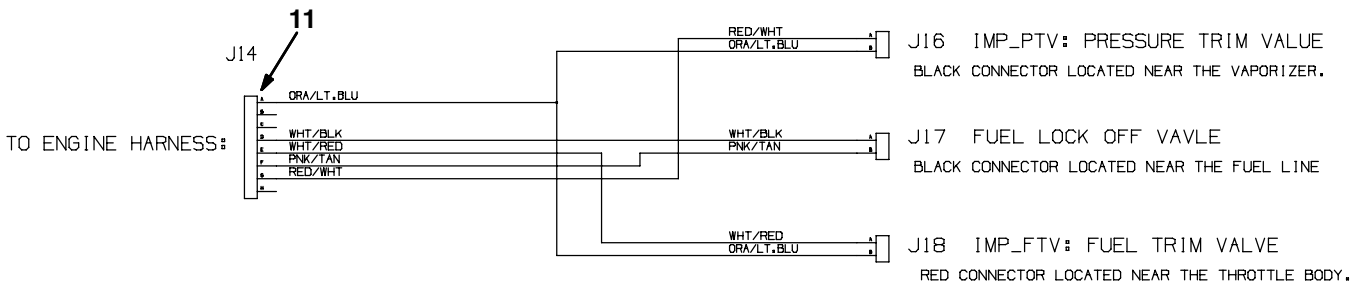 11
J14
TO ENGINE HARNESS:
A ORA/LT.BLU
B
C
D WHT/BLK
E WHT/RED
F PNK/TAN
G RED/WHT
H
RED/WHT A
ORA/LT.BLU B
J16 IMP_PTV: PRESSURE TRIM VALUE
BLACK CONNECTOR LOCATED NEAR THE VAPORIZER.
WHT/BLK A
PNK/TAN B
J17 FUEL LOCK OFF VAVLE
BLACK CONNECTOR LOCATED NEAR THE FUEL LINE
WHT/RED A
ORA/LT.BLU B
J18 IMP_FTV: FUEL TRIM VALVE
RED CONNECTOR LOCATED NEAR THE THROTTLE BODY.